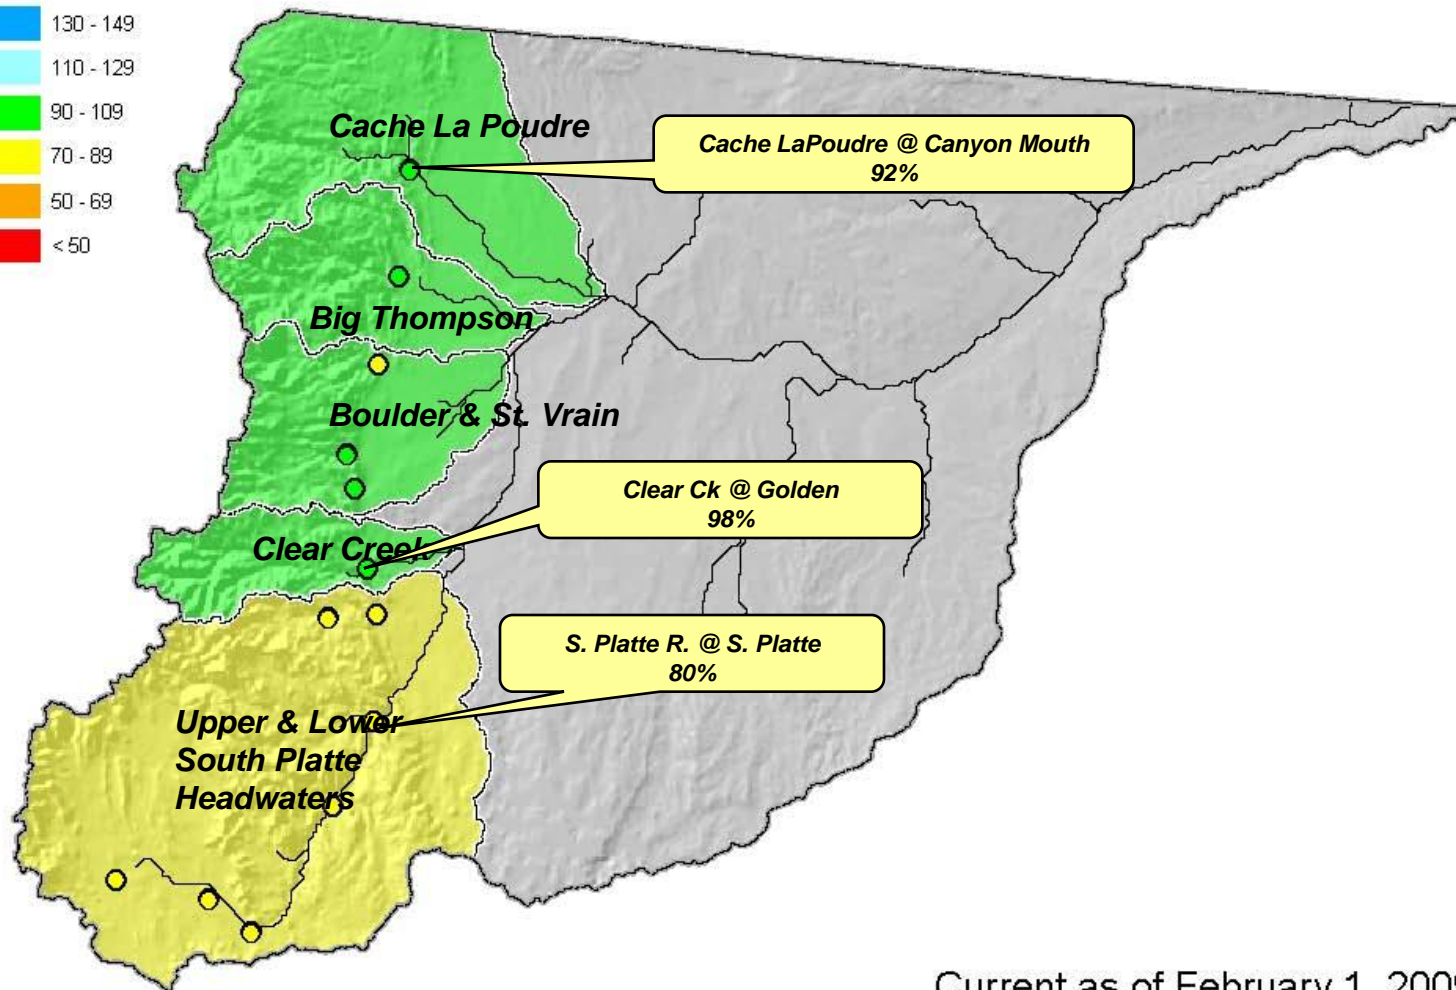 130 - 149
110 - 129
90 - 109
70 - 89
50 - 69
< 50
Cache La Poudre
Cache LaPoudre @ Canyon Mouth
92%
Big Thompson
Boulder & St. Vrain
Clear Ck @ Golden
98%
Clear Creek
S. Platte R. @ S. Platte
80%
Upper & Lower
South Platte
Headwaters
Current as of February 1,